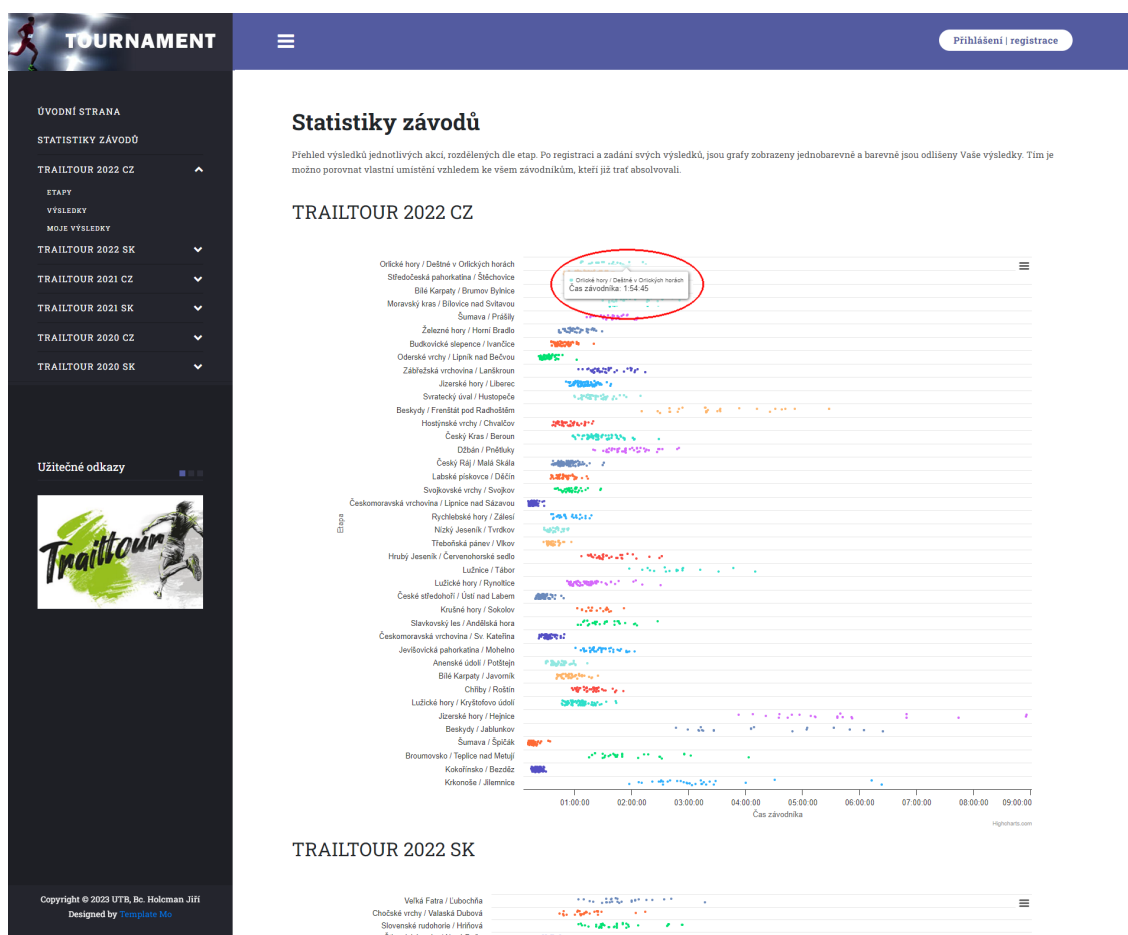 TOURNAMENT
Přihlášení | registrace
ÚVODNÍ STRANA
STATISTIKY ZÁVODŮ
TRAILTOUR 2022 CZ
ETAPY
VÝSLEDKY
MOJE VÝSLEDKY
TRAILTOUR 2022 SK
TRAILTOUR 2021 CZ
TRAILTOUR 2021 SK
TRAILTOUR 2020 CZ
TRAILTOUR 2020 SK
Užitečné odkazy
Trailtour
Copyright © 2023 UTB, Bc. Holcman Jiří
Designed by Template Mo
Statistiky závodů
Přehled výsledků jednotlivých akcí, rozdělených dle etap. Po registraci a zadání svých výsledků, jsou grafy zobrazeny jednobarevně a barevně jsou odlišeny Vaše výsledky. Tím je
možno porovnat vlastní umístění vzhledem ke všem závodníkům, kteří již trať absolvovali.
TRAILTOUR 2022 CZ
Orlické hory / Deštné v Orlických horách
Středočeská pahorkatina / Štěchovice
Bílé Karpaty / Brumov Bylnice
Moravský kras / Bílovice nad Svitavou
Šumava / Prášily
Železné hory / Horní Bradlo
Budkovické slepence / Ivančice
Oderské vrchy / Lipník nad Bečvou
Zábřežská vrchovina / Lanškroun
Jizerské hory / Liberec
Svratecký úval / Hustopeče
Beskydy / Frenštát pod Radhoštěm
Hostýnské vrchy / Chvalčov
Český Kras / Beroun
Džbán / Pnětluky
Český Ráj / Malá Skála
Labské pískovce / Děčín
Svojkovské vrchy / Svojkov
Českomoravská vrchovina / Lipnice nad Sázavou
Rychlebské hory / Zálesí
Nízký Jeseník / Tvrdkov
Třeboňská pánev / Vlkov
Hrubý Jeseník / Červenohorské sedlo
Lužnice / Tábor
Lužické hory / Rynoltice
České středohoří / Ústí nad Labem
Krušné hory / Sokolov
Slavkovský les / Andělská hora
Českomoravská vrchovina / Sv. Kateřina
Jevišovická pahorkatina / Mohelno
Anenské údolí / Potštejn
Bílé Karpaty / Javorník
Chřiby / Roštín
Lužické hory / Kryštofovo údolí
Jizerské hory / Hejnice
Beskydy / Jablunkov
Šumava / Špičák
Broumovsko / Teplice nad Metují
Kokořínsko / Bezděz
Krkonoše / Jilemnice
Etapa
Orlické hory / Deštné v Orlických horách
Čas závodníka: 1:54:45
01:00:00 02:00:00 03:00:00 04:00:00 05:00:00 06:00:00 07:00:00 08:00:00 09:00:00
Čas závodníka
Highcharts.com
TRAILTOUR 2022 SK
Veľká Fatra / Ľubochňa
Chočské vrchy / Valaská Dubová
Slovenské rudohorie / Hriňová